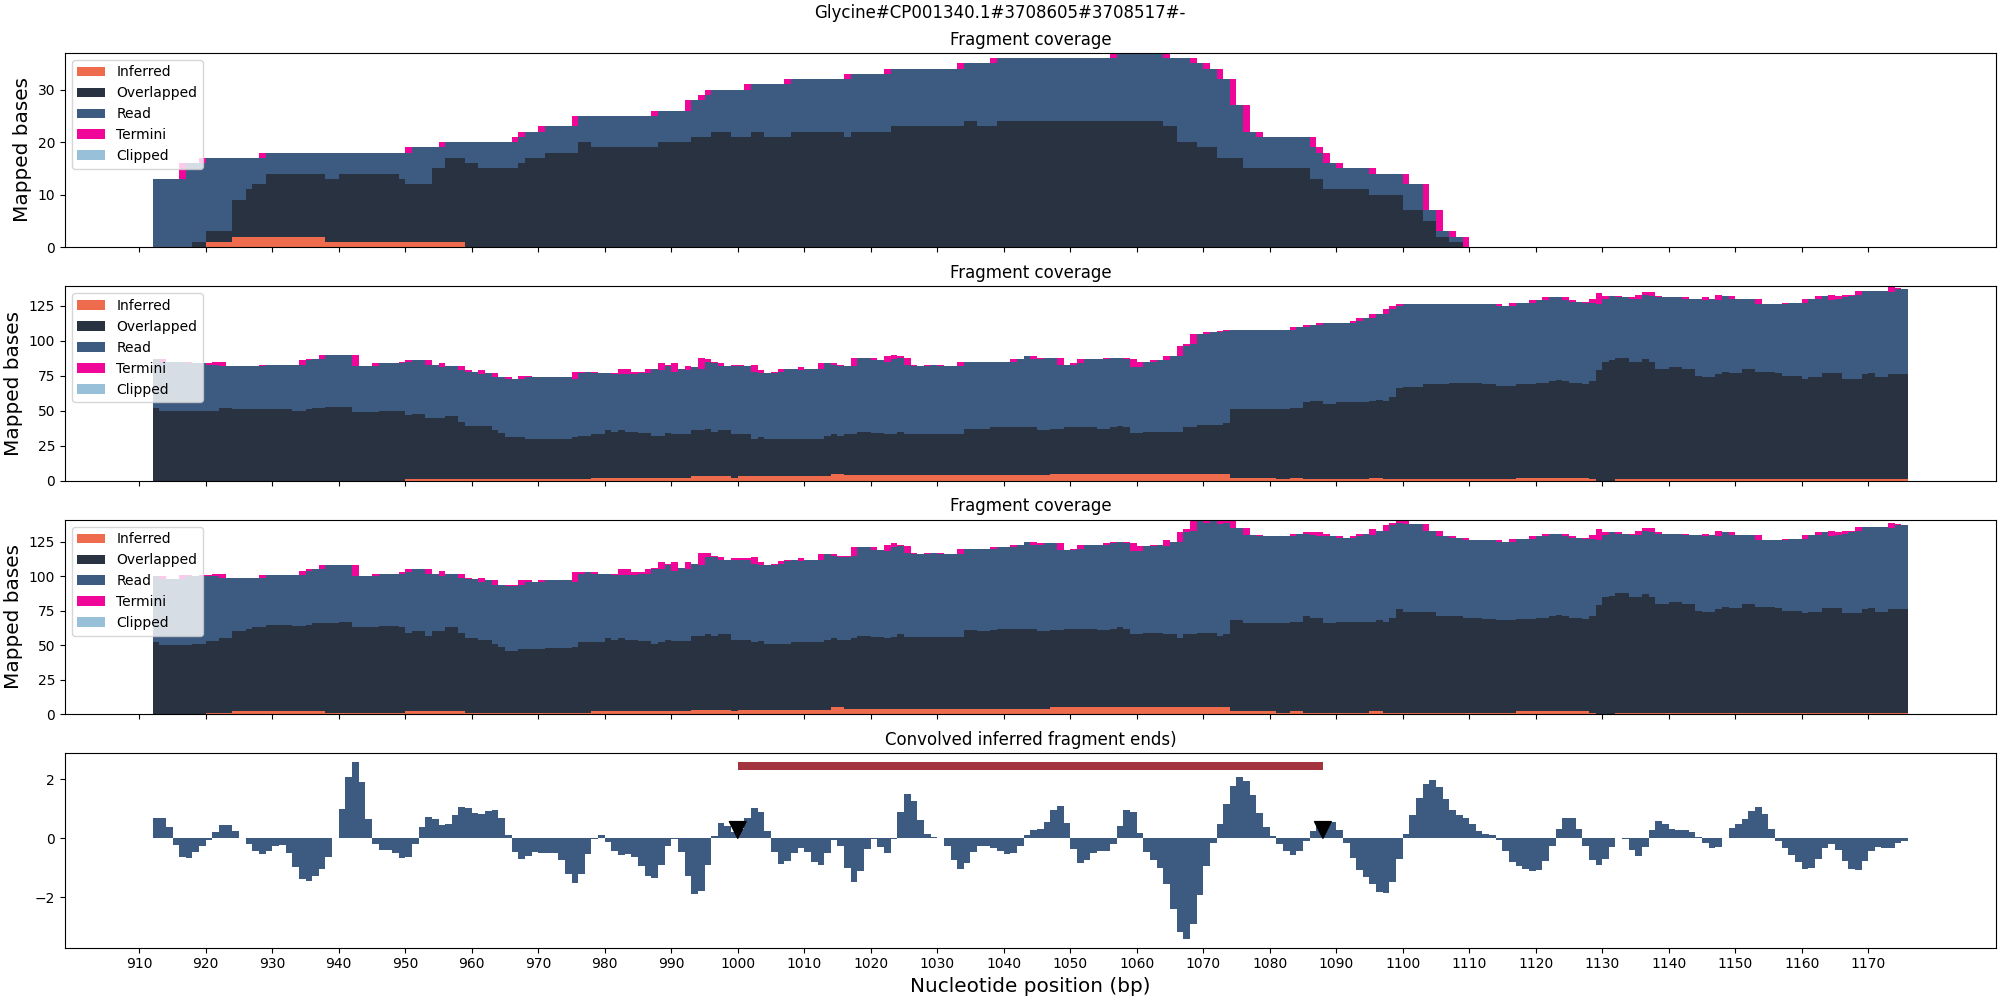 Glycine#CP001340.1#3708605#3708517#-
Fragment coverage
Mapped bases
30
20
10
0
Inferred
Overlapped
Read
Termini
Clipped
Fragment coverage
Mapped bases
125
100
75
50
25
0
Inferred
Overlapped
Read
Termini
Clipped
Fragment coverage
Mapped bases
125
100
75
50
25
0
Inferred
Overlapped
Read
Termini
Clipped
Convolved inferred fragment ends)
2
0
−2
910 920 930 940 950 960 970 980 990 1000 1010 1020 1030 1040 1050 1060 1070 1080 1090 1100 1110 1120 1130 1140 1150 1160 1170
Nucleotide position (bp)